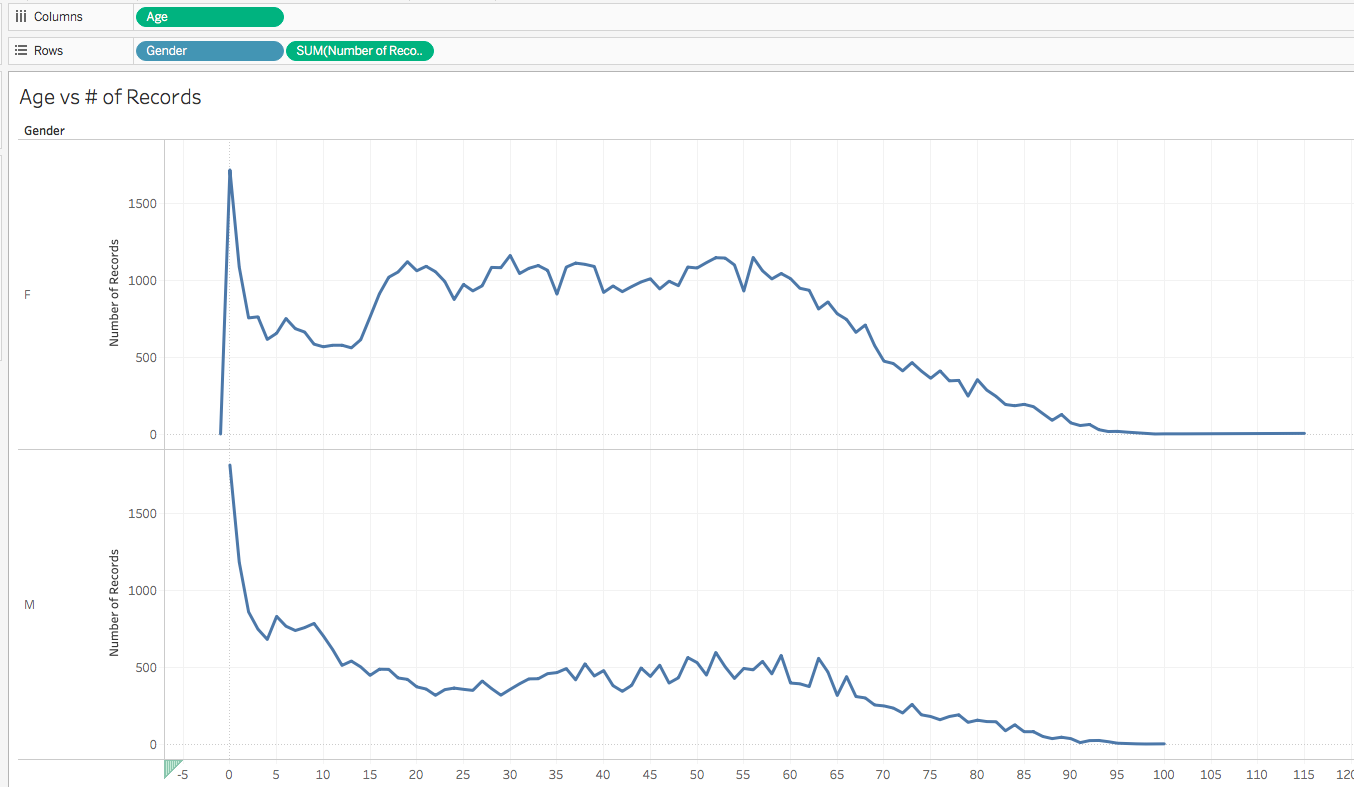 Columns Age
Rows Gender SUM(Number of Reco..
Age vs # of Records
Gender
F
Number of Records
1500
1000
500
0
M
Number of Records
1500
1000
500
0
-5 0 5 10 15 20 25 30 35 40 45 50 55 60 65 70 75 80 85 90 95 100 105 110 115 120